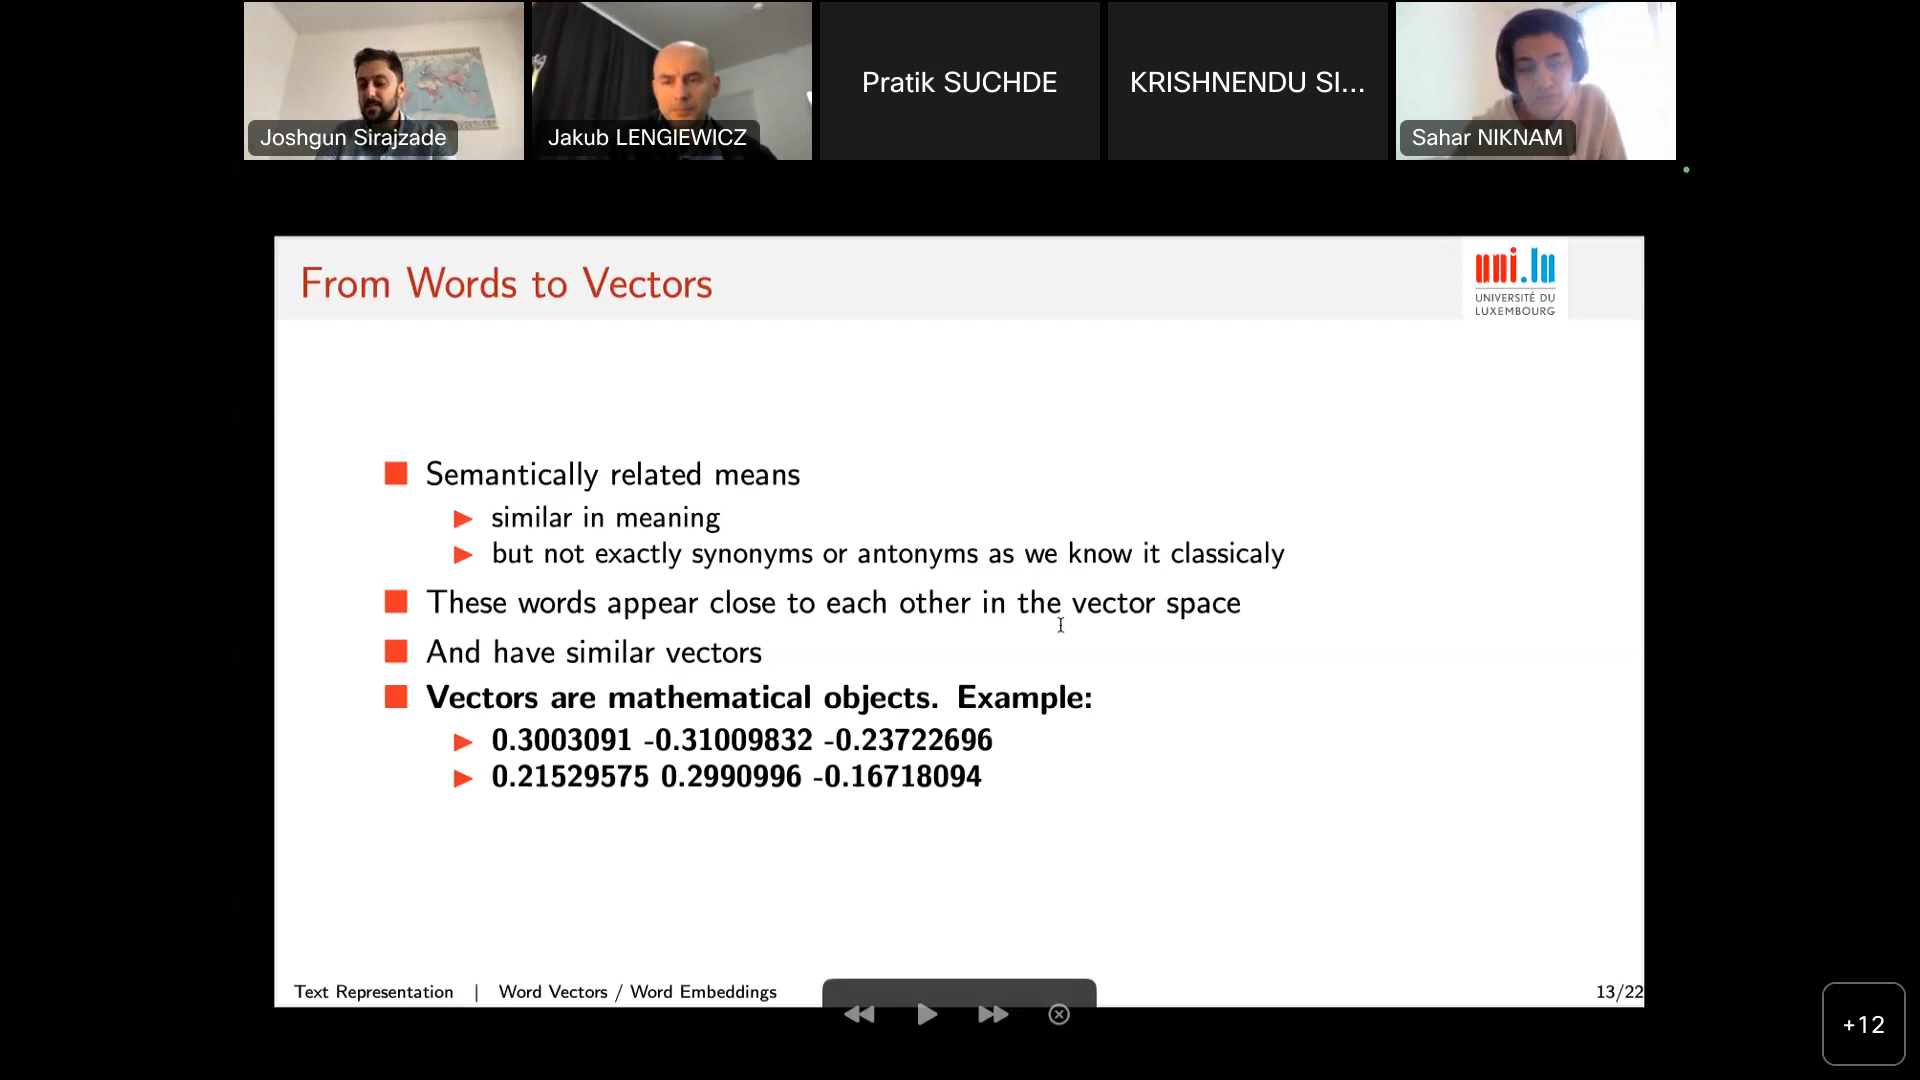 Joshgun Sirajzade
Jakub LENGIEWICZ
Pratik SUCHDE
KRISHNENDU SI...
Sahar NIKNAM
From Words to Vectors
uni.lu
UNIVERSITÉ DU
LUXEMBOURG
Semantically related means
similar in meaning
but not exactly synonyms or antonyms as we know it classicaly
These words appear close to each other in the vector space
And have similar vectors
Vectors are mathematical objects. Example:
0.3003091 -0.31009832 -0.23722696
0.21529575 0.2990996 -0.16718094
Text Representation | Word Vectors / Word Embeddings
13/22
+12